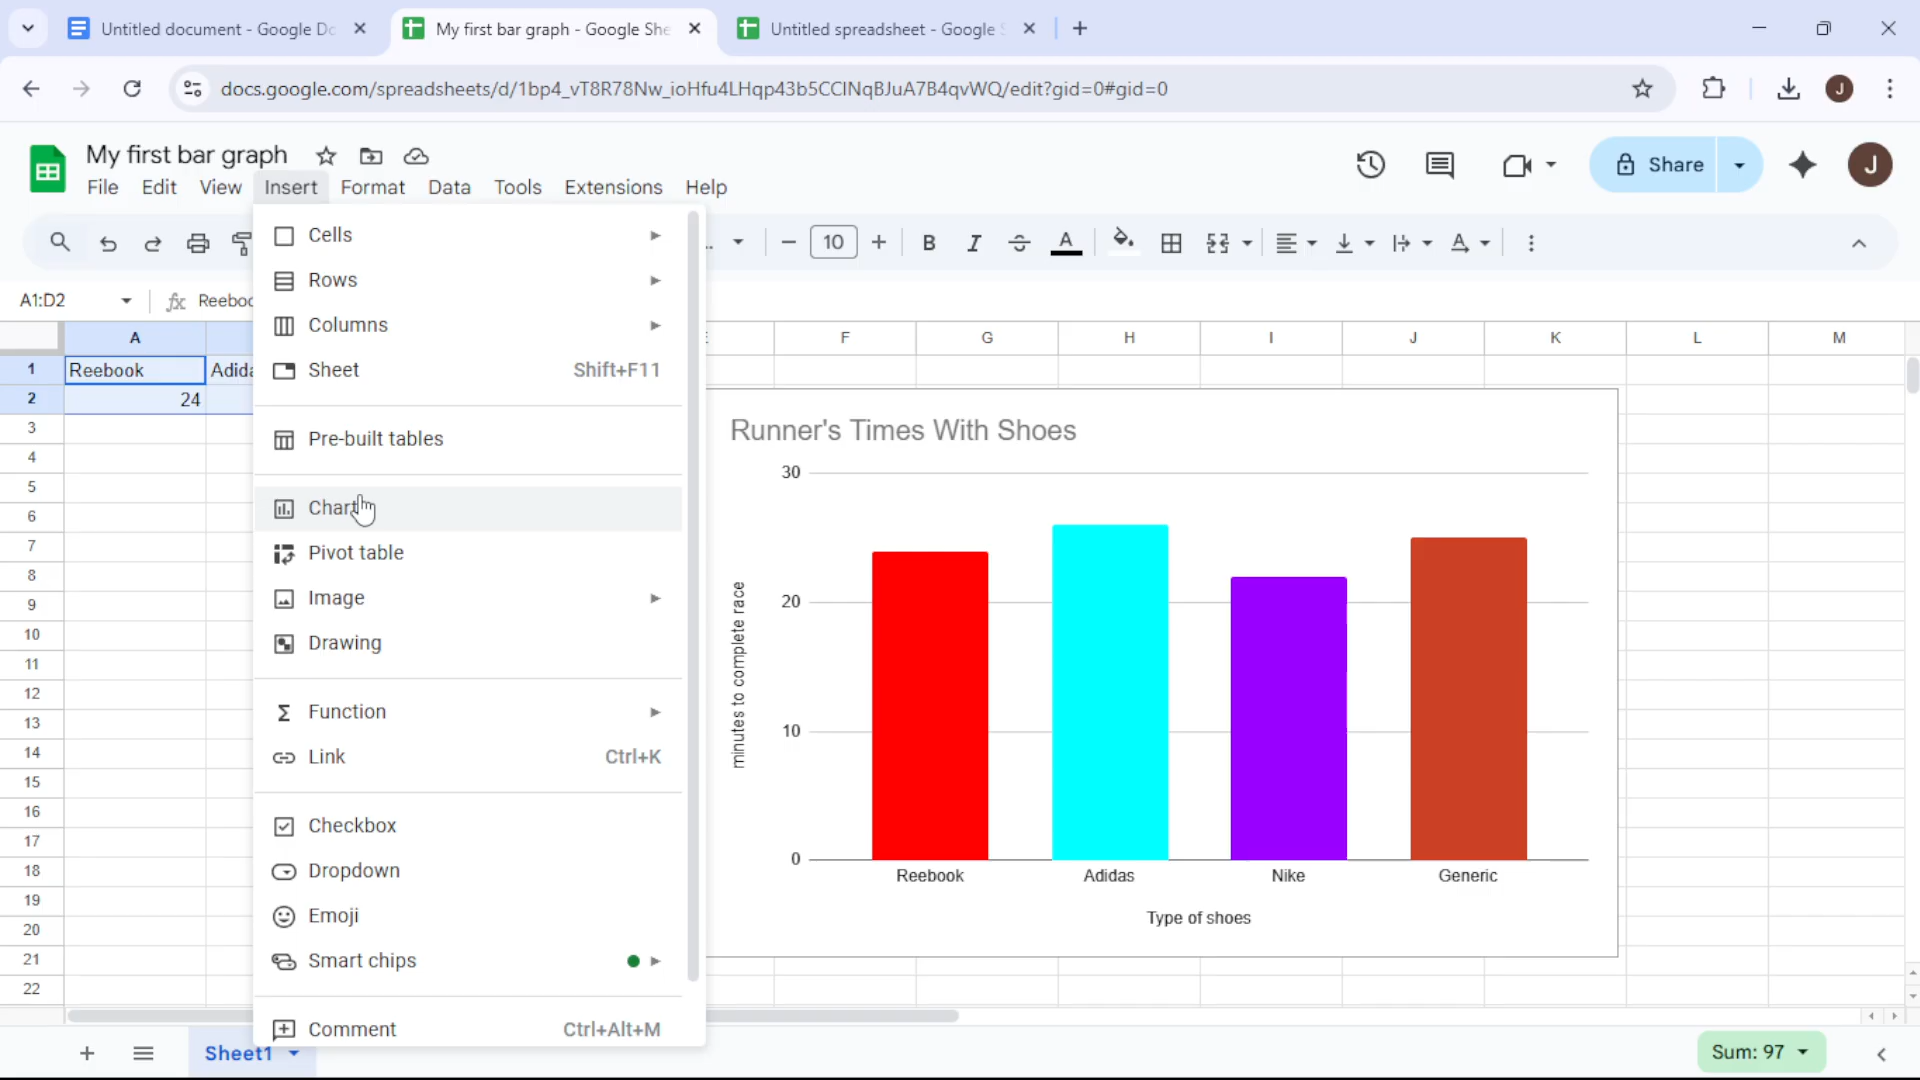 Untitled document - Google Do
My first bar graph - Google She
Untitled spreadsheet - Google S
docs.google.com/spreadsheets/d/1bp4_vT8R78Nw_ioHfu4LHqp43b5CCINqBJuA7B4qvWQ/edit?gid=0#gid=0
J
My first bar graph
File Edit View Insert Format Data Tools Extensions Help
Share
J
10
B I A
A1:D2
fx Reeboo
A F G H I J K L M
1 Reebook Adida
2 24
3
4
5
6
7
8
9
10
11
12
13
14
15
16
17
18
19
20
21
22
Cells
Rows
Columns
Sheet Shift+F11
Pre-built tables
Chart
Pivot table
Image
Drawing
Function
Link Ctrl+K
Checkbox
Dropdown
Emoji
Smart chips
Comment Ctrl+Alt+M
Runner's Times With Shoes
30
20
10
0
minutes to complete race
Reebook Adidas Nike Generic
Type of shoes
Sheet1
Sum: 97